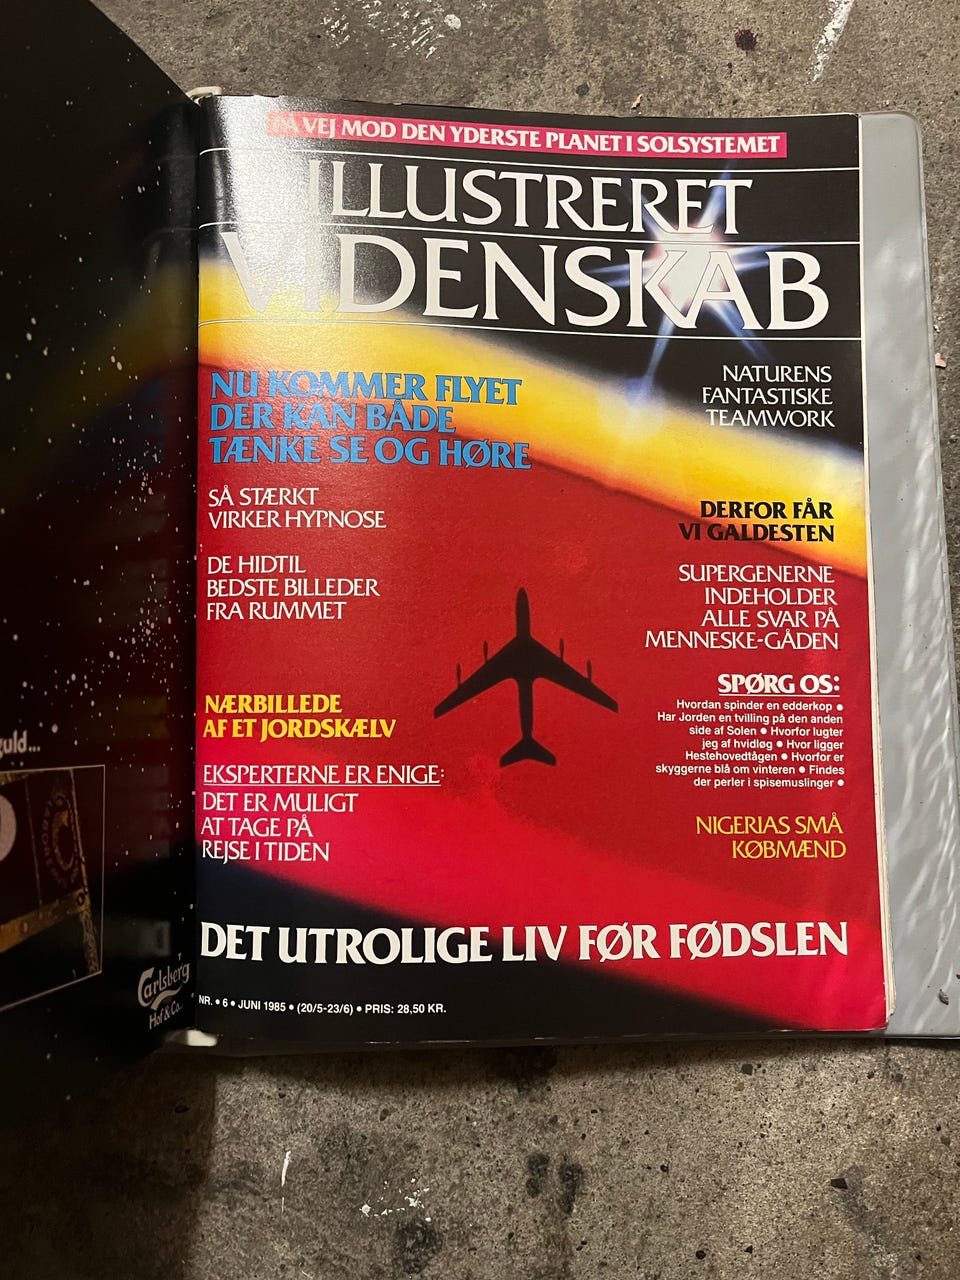 PÅ VEJ MOD DEN YDERSTE PLANET I SOLSYSTEMET
ILLUSTRERET
VIDENSKAB
NU KOMMER FLYET
DER KAN BÅDE
TÆNKE SE OG HØRE
SÅ STÆRKT
VIRKER HYPNOSE
DE HIDTIL
BEDSTE BILLEDER
FRA RUMMET
NÆRBILLEDE
AF ET JORDSKÆLV
EKSPERTERNE ER ENIGE:
DET ER MULIGT
AT TAGE PÅ
REJSE I TIDEN
NATURENS
FANTASTISKE
TEAMWORK
DERFOR FÅR
VI GALDESTEN
SUPERGENERNE
INDEHOLDER
ALLE SVAR PÅ
MENNESKE-GÅDEN
SPØRG OS:
Hvordan spinder en edderkop •
Har Jorden en tvilling på den anden
side af Solen • Hvorfor lugter
jeg af hvidløg • Hvor ligger
Hestehovedtågen • Hvorfor er
skyggerne blå om vinteren • Findes
der perler i spisemuslinger •
NIGERIAS SMÅ
KØBMÆND
DET UTROLIGE LIV FØR FØDSLEN
NR. • 6 • JUNI 1985 • (20/5-23/6) • PRIS: 28,50 KR.
guld...
Carlsberg
Hof & Co.